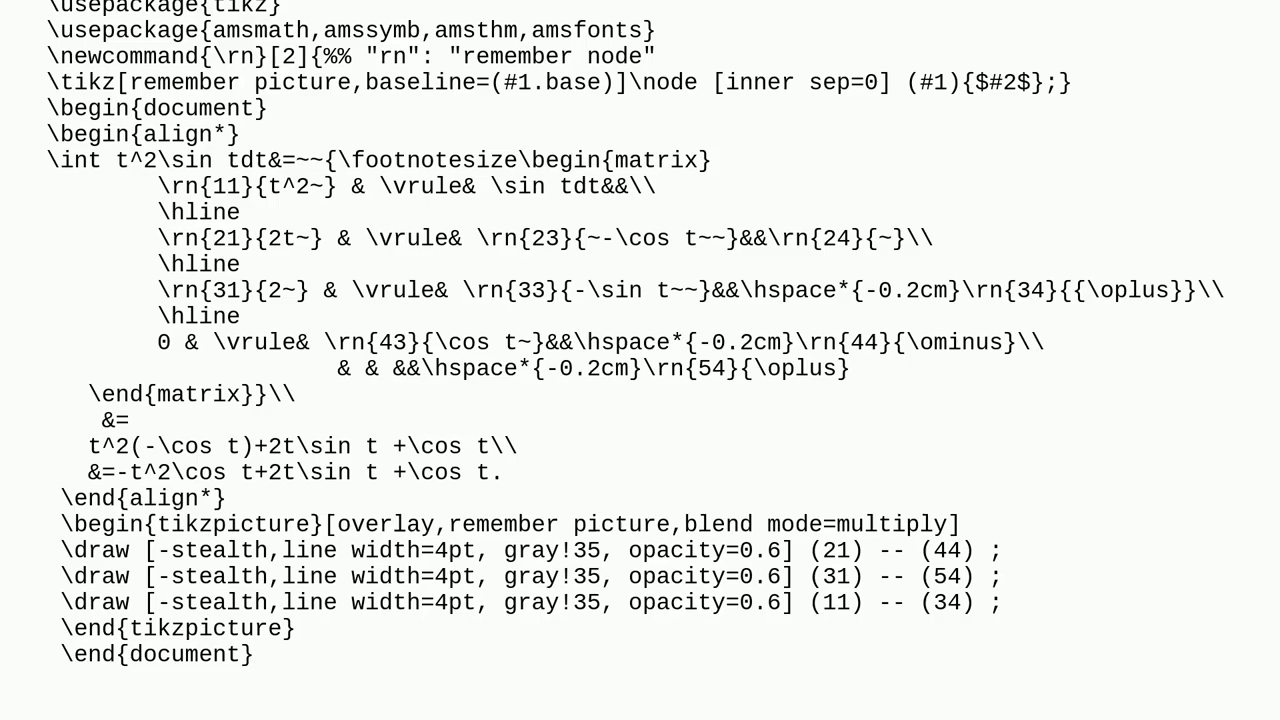 \usepackage{tikz}
\usepackage{amsmath,amssymb,amsthm,amsfonts}
\newcommand{\rn}[2]{%% "rn": "remember node"
\tikz[remember picture,baseline=(#1.base)]\node [inner sep=0] (#1){$#2$};}
\begin{document}
\begin{align*}
\int t^2\sin tdt&=~~{\footnotesize\begin{matrix}
\rn{11}{t^2~} & \vrule& \sin tdt&&\\
\hline
\rn{21}{2t~} & \vrule& \rn{23}{~-\cos t~~}&&\rn{24}{~}\\
\hline
\rn{31}{2~} & \vrule& \rn{33}{-\sin t~~}&&\hspace*{-0.2cm}\rn{34}{{\oplus}}\\
\hline
0 & \vrule& \rn{43}{\cos t~}&&\hspace*{-0.2cm}\rn{44}{\ominus}\\
& & &&\hspace*{-0.2cm}\rn{54}{\oplus}
\end{matrix}}\\
&=
t^2(-\cos t)+2t\sin t +\cos t\\
&=-t^2\cos t+2t\sin t +\cos t.
\end{align*}
\begin{tikzpicture}[overlay,remember picture,blend mode=multiply]
\draw [-stealth,line width=4pt, gray!35, opacity=0.6] (21) -- (44) ;
\draw [-stealth,line width=4pt, gray!35, opacity=0.6] (31) -- (54) ;
\draw [-stealth,line width=4pt, gray!35, opacity=0.6] (11) -- (34) ;
\end{tikzpicture}
\end{document}